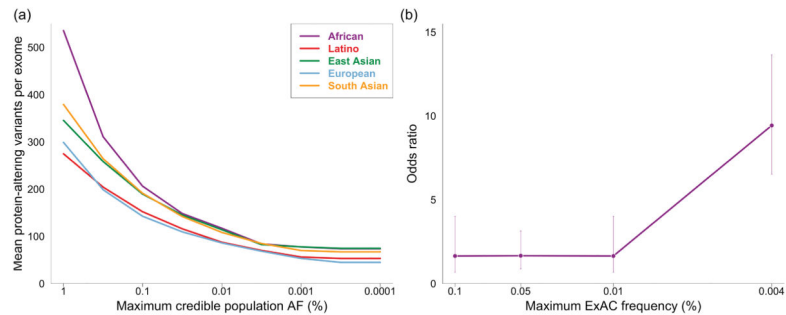 (a)
Mean protein-altering variants per exome
500
400
300
200
100
0
African
Latino
East Asian
European
South Asian
1
0.1
0.01
0.001
0.0001
Maximum credible population AF (%)
(b)
Odds ratio
15
10
5
0
0.1
0.05
0.01
0.004
Maximum ExAC frequency (%)